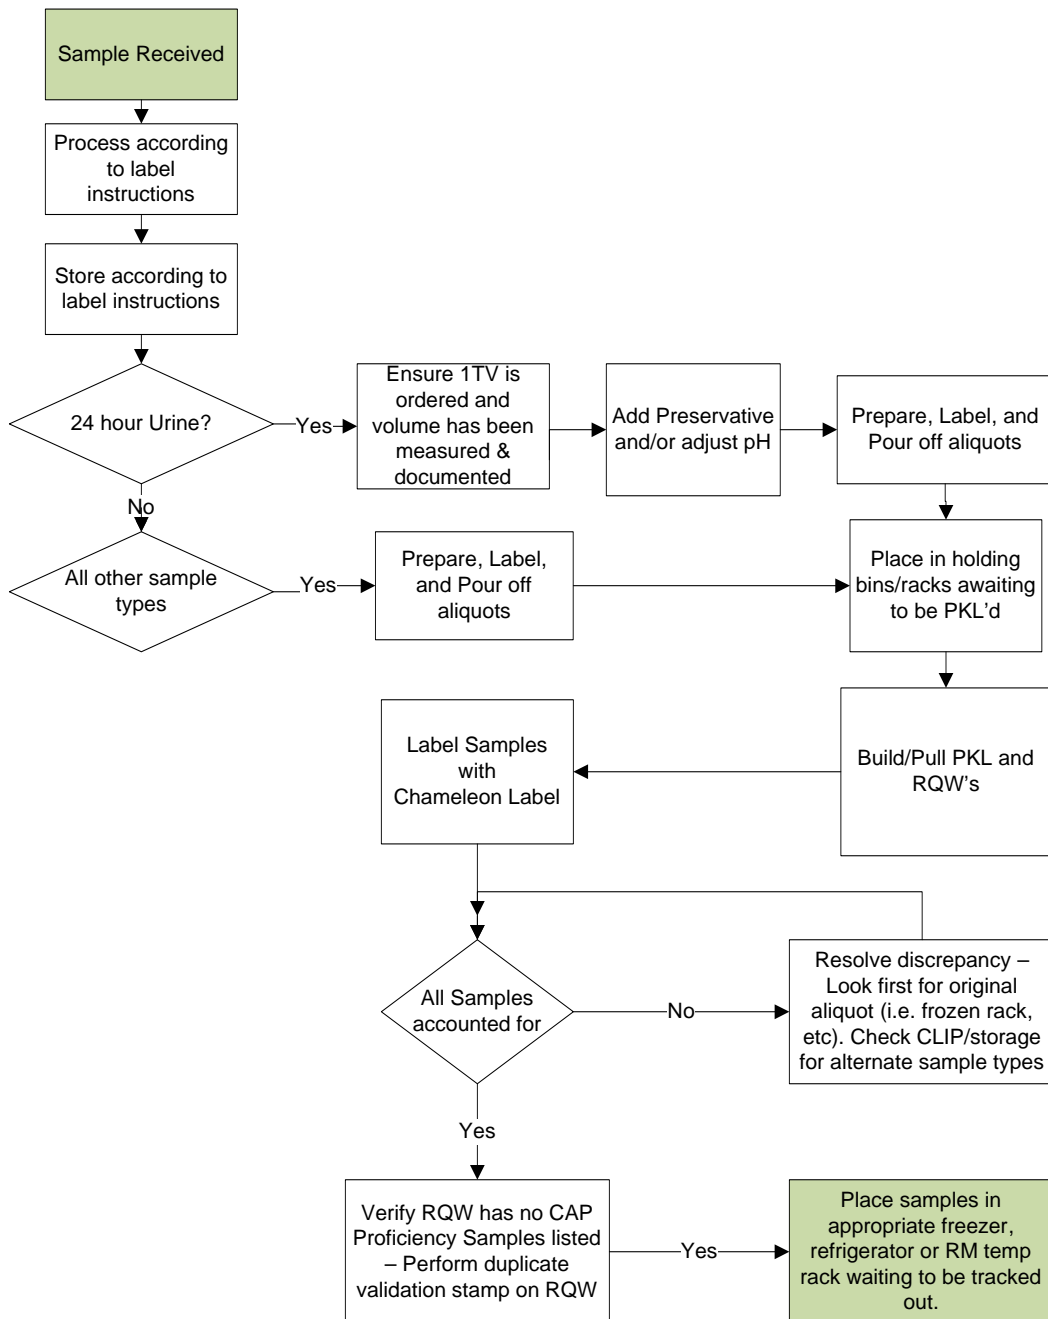 Sample Received
Process according
to label
instructions
Store according to
label instructions
24 hour Urine?
Yes
Ensure 1TV is
ordered and
volume has been
measured &
documented
Add Preservative
and/or adjust pH
Prepare, Label, and
Pour off aliquots
No
All other sample
types
Yes
Prepare, Label,
and Pour off
aliquots
Place in holding
bins/racks awaiting
to be PKL’d
Build/Pull PKL and
RQW’s
Label Samples
with
Chameleon Label
All Samples
accounted for
No
Resolve discrepancy –
Look first for original
aliquot (i.e. frozen rack,
etc). Check CLIP/storage
for alternate sample types
Yes
Verify RQW has no CAP
Proficiency Samples listed
– Perform duplicate
validation stamp on RQW
Yes
Place samples in
appropriate freezer,
refrigerator or RM temp
rack waiting to be tracked
out.